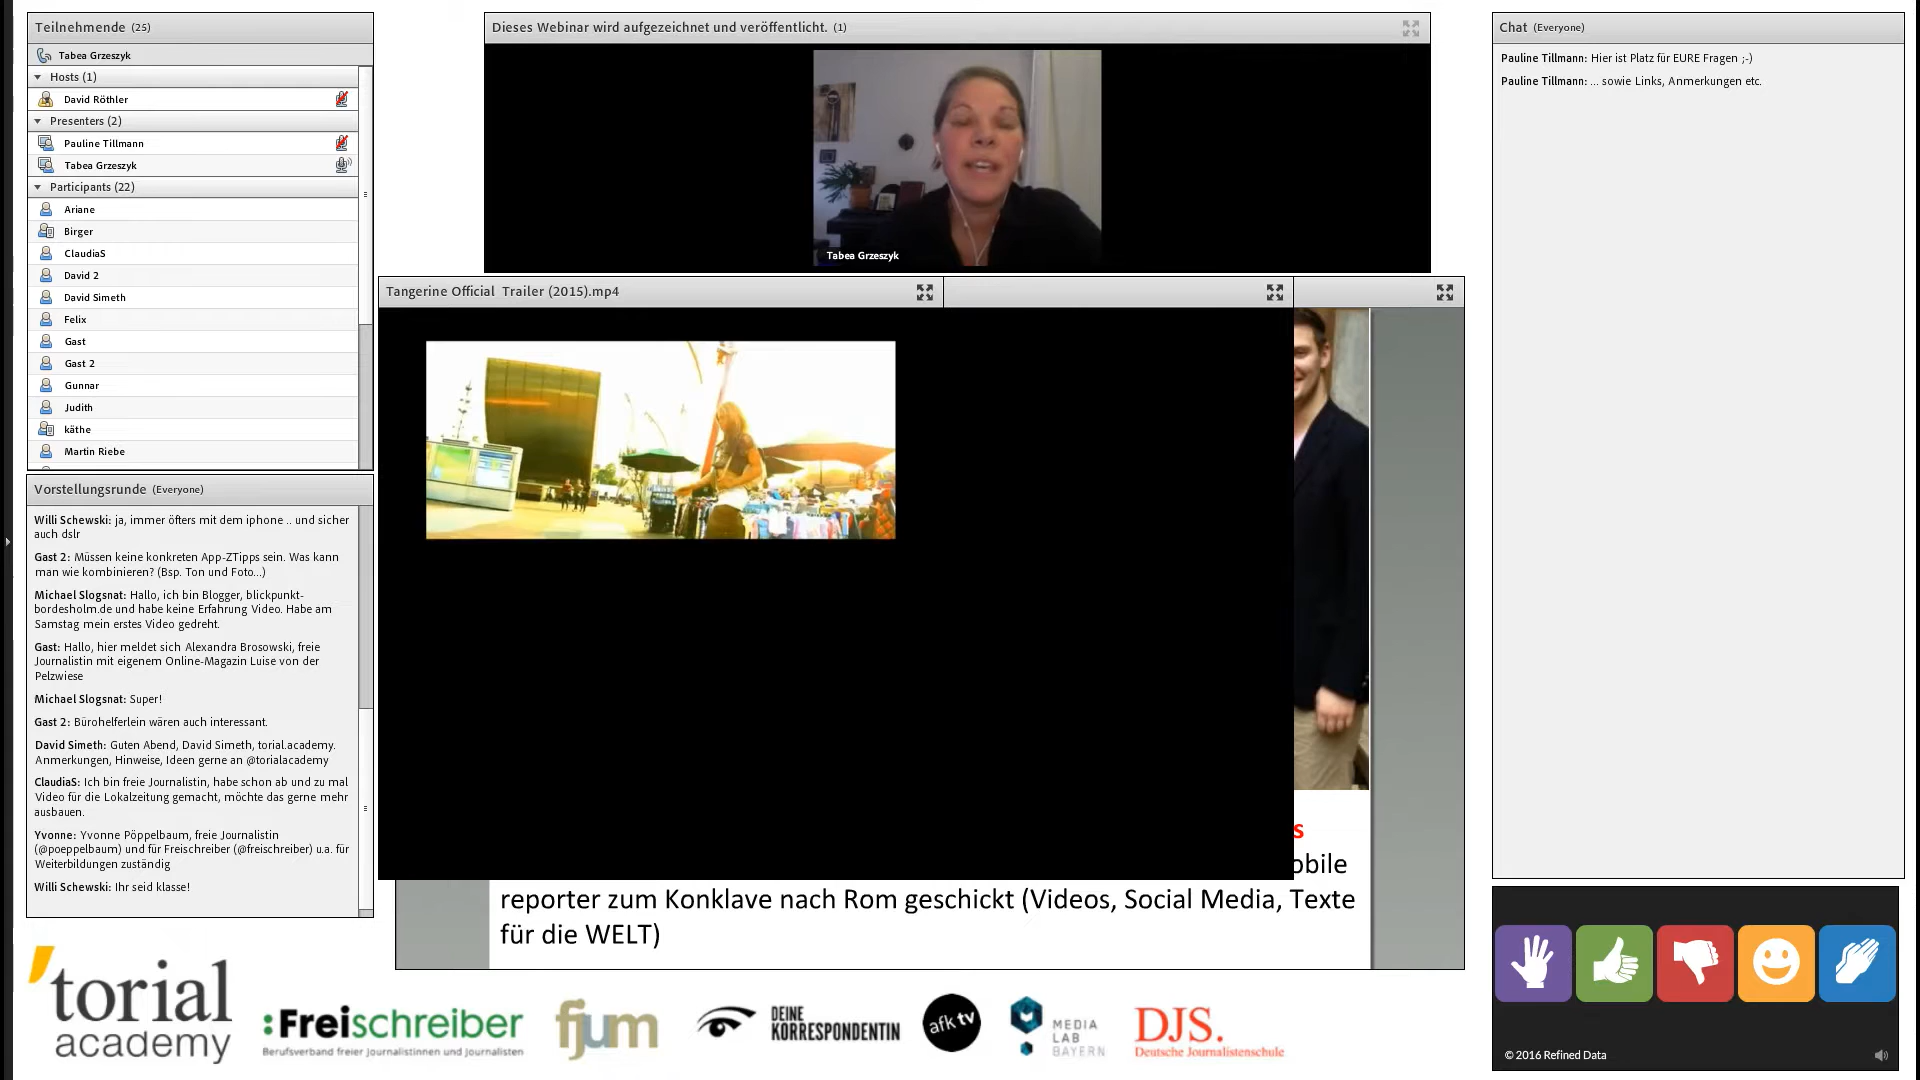 Teilnehmende (25)
Tabea Grzeszyk
Hosts (1)
David Röthler
Presenters (2)
Pauline Tillmann
Tabea Grzeszyk
Participants (22)
Ariane
Birger
ClaudiaS
David 2
David Simeth
Felix
Gast
Gast 2
Gunnar
Judith
käthe
Martin Riebe
Vorstellungsrunde (Everyone)
Willi Schewski: ja, immer öfters mit dem iphone .. und sicher
auch dslr
Gast 2: Müssen keine konkreten App-ZTipps sein. Was kann
man wie kombinieren? (Bsp. Ton und Foto...)
Michael Slogsnat: Hallo, ich bin Blogger, blickpunkt-
bordesholm.de und habe keine Erfahrung Video. Habe am
Samstag mein erstes Video gedreht.
Gast: Hallo, hier meldet sich Alexandra Brosowski, freie
Journalistin mit eigenem Online-Magazin Luise von der
Pelzwiese
Michael Slogsnat: Super!
Gast 2: Bürohelferlein wären auch interessant.
David Simeth: Guten Abend, David Simeth, torial.academy.
Anmerkungen, Hinweise, Ideen gerne an @torialacademy
ClaudiaS: Ich bin freie Journalistin, habe schon ab und zu mal
Video für die Lokalzeitung gemacht, möchte das gerne mehr
ausbauen.
Yvonne: Yvonne Pöppelbaum, freie Journalistin
(@poeppelbaum) und für Freischreiber (@freischreiber) u.a. für
Weiterbildungen zuständig
Willi Schewski: Ihr seid klasse!
Dieses Webinar wird aufgezeichnet und veröffentlicht. (1)
Tabea Grzeszyk
Tangerine Official Trailer (2015).mp4
s
obile
reporter zum Konklave nach Rom geschickt (Videos, Social Media, Texte
für die WELT)
Chat (Everyone)
Pauline Tillmann: Hier ist Platz für EURE Fragen ;-)
Pauline Tillmann: ... sowie Links, Anmerkungen etc.
© 2016 Refined Data
'torial
academy
:Freischreiber
Berufsverband freier Journalistinnen und Journalisten
fjum
DEINE
KORRESPONDENTIN
afk tv
MEDIA
LAB
BAYERN
DJS.
Deutsche Journalistenschule